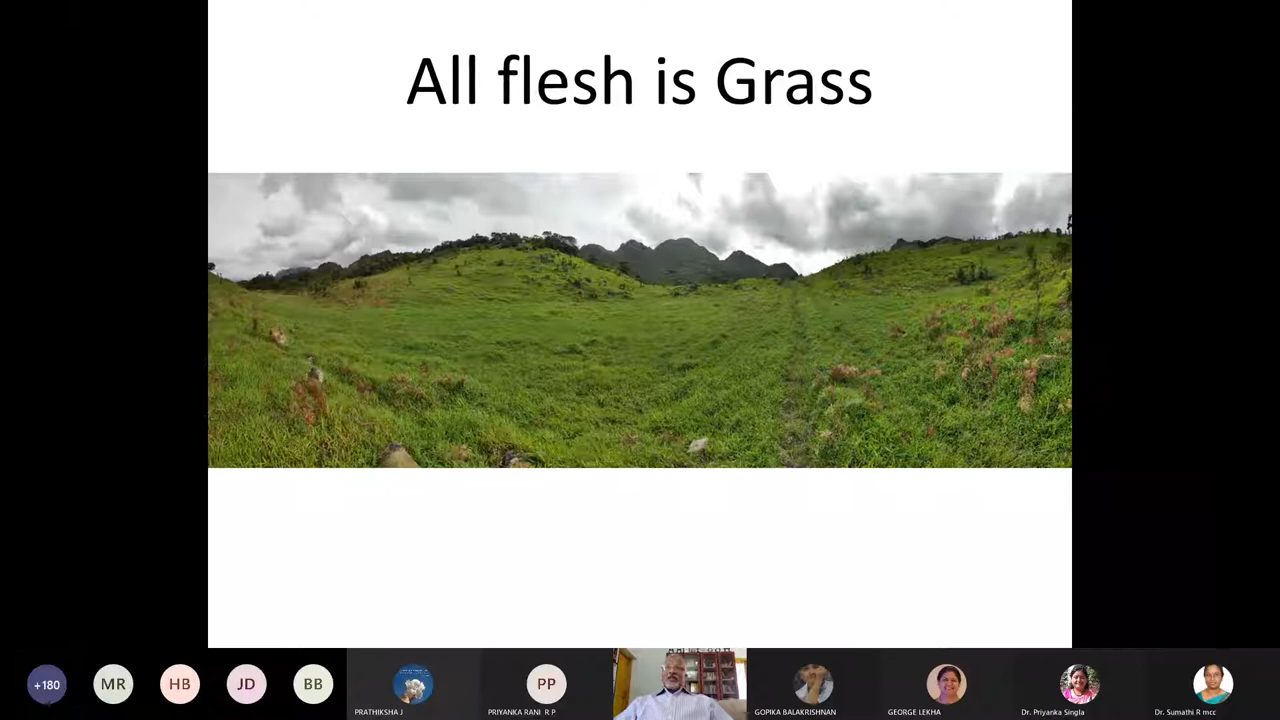 All flesh is Grass
+180
MR
HB
JD
BB
PRATHIKSHA J
PP
PRIYANKA RANI R P
GOPIKA BALAKRISHNAN
GEORGE LEKHA
Dr. Priyanka Singla
Dr. Sumathi R mcc